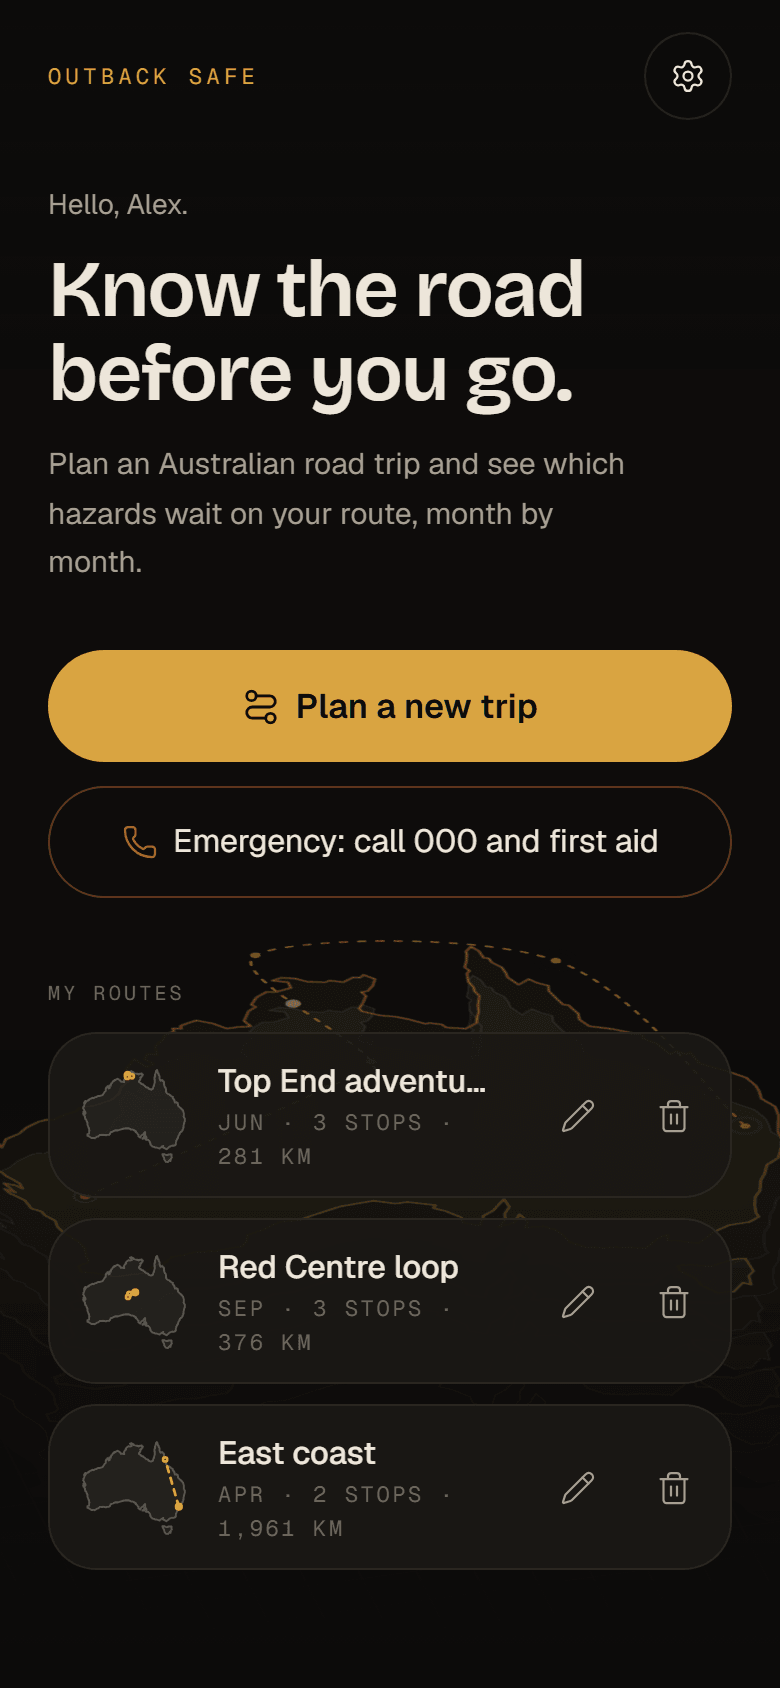 OUTBACK SAFE
Hello, Alex.
Know the road
before you go.
Plan an Australian road trip and see which
hazards wait on your route, month by
month.
Plan a new trip
Emergency: call 000 and first aid
MY ROUTES
Top End adventu...
JUN · 3 STOPS ·
281 KM
Red Centre loop
SEP · 3 STOPS ·
376 KM
East coast
APR · 2 STOPS ·
1,961 KM